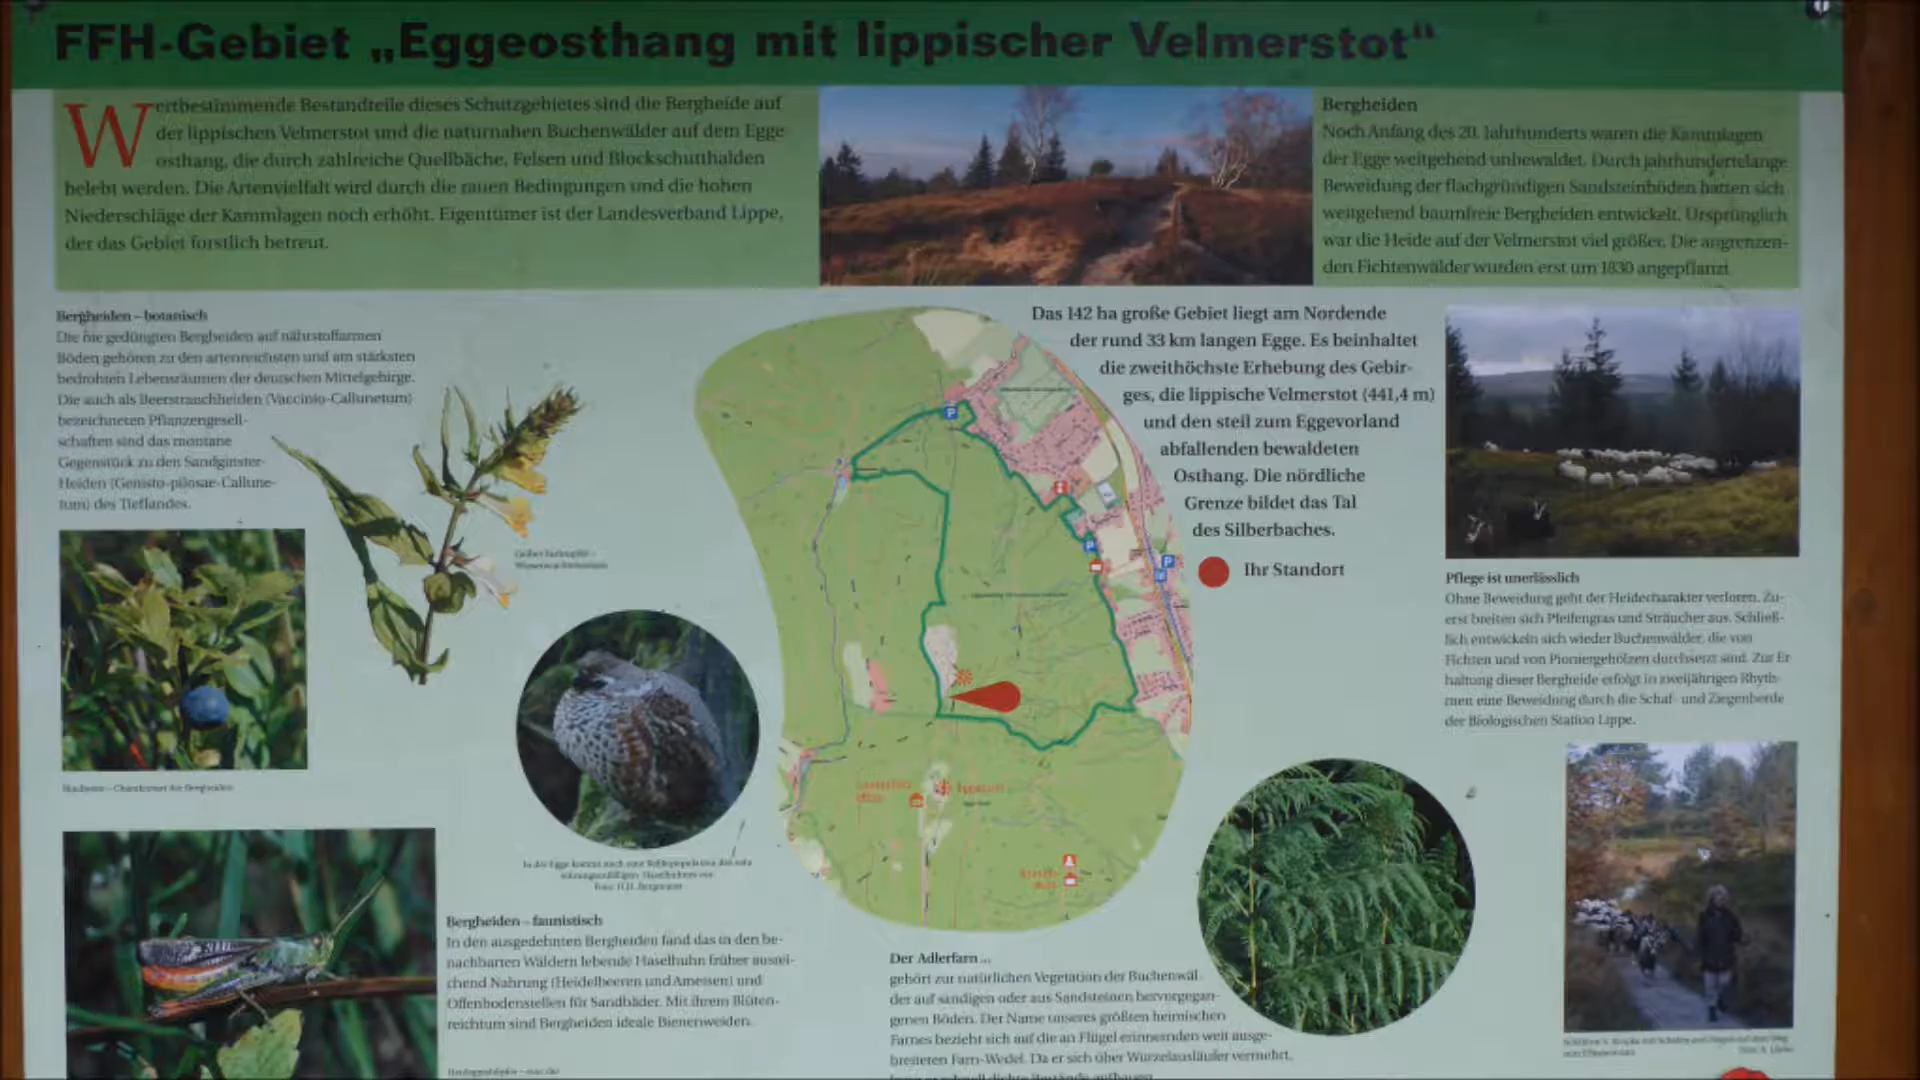 FFH-Gebiet „Eggeosthang mit lippischer Velmerstot“
Wertbestimmende Bestandteile dieses Schutzgebietes sind die Bergheide auf
der lippischen Velmerstot und die naturnahen Buchenwälder auf dem Egge
osthang, die durch zahlreiche Quellbäche, Felsen und Blockschutthalden
belebt werden. Die Artenvielfalt wird durch die rauen Bedingungen und die hohen
Niederschläge der Kammlagen noch erhöht. Eigentümer ist der Landesverband Lippe,
der das Gebiet forstlich betreut.
Bergheiden
Noch Anfang des 20. Jahrhunderts waren die Kammlagen
der Egge weitgehend unbewaldet. Durch jahrhundertelange
Beweidung der flachgründigen Sandsteinböden hatten sich
weitgehend baumfreie Bergheiden entwickelt. Ursprünglich
war die Heide auf der Velmerstot viel größer. Die angrenzen-
den Fichtenwälder wurden erst um 1830 angepflanzt
Bergheiden – botanisch
Die nie gedüngten Bergheiden auf nährstoffarmen
Böden gehören zu den artenreichsten und am stärksten
bedrohten Lebensräumen der deutschen Mittelgebirge.
Die auch als Beerstrauchheiden (Vaccinio-Callunetum)
bezeichneten Pflanzengesell-
schaften sind das montane
Gegenstück zu den Sandginster-
Heiden (Genisto-pilosae-Callune-
tum) des Tieflandes.
Das 142 ha große Gebiet liegt am Nordende
der rund 33 km langen Egge. Es beinhaltet
die zweithöchste Erhebung des Gebir-
ges, die lippische Velmerstot (441,4 m)
und den steil zum Eggevorland
abfallenden bewaldeten
Osthang. Die nördliche
Grenze bildet das Tal
des Silberbaches.
Ihr Standort
P
P
P
Pflege ist unerlässlich
Ohne Beweidung geht der Heidecharakter verloren. Zu-
erst breiten sich Pfeifengras und Sträucher aus. Schließ-
lich entwickeln sich wieder Buchenwälder, die von
Fichten und von Pioniergehölzen durchsetzt sind. Zur Er
haltung dieser Bergheide erfolgt in zweijährigen Rhyth-
men eine Beweidung durch die Schaf- und Ziegenherde
der Biologischen Station Lippe.
Blaubeere – Charakterart der Bergheiden
Foto: H.H. Bergmann
Bergheiden – faunistisch
In den ausgedehnten Bergheiden fand das in den be-
nachbarten Wäldern lebende Haselhuhn früher ausrei-
chend Nahrung (Heidelbeeren und Ameisen) und
Offenbodenstellen für Sandbäder. Mit ihrem Blüten-
reichtum sind Bergheiden ideale Bienenweiden.
Der Adlerfarn ...
gehört zur natürlichen Vegetation der Buchenwäl
der auf sandigen oder aus Sandsteinen hervorgegan-
genen Böden. Der Name unseres größten heimischen
Farnes bezieht sich auf die an Flügel erinnernden weit ausge-
breiteten Farn-Wedel. Da er sich über Wurzelausläufer vermehrt,